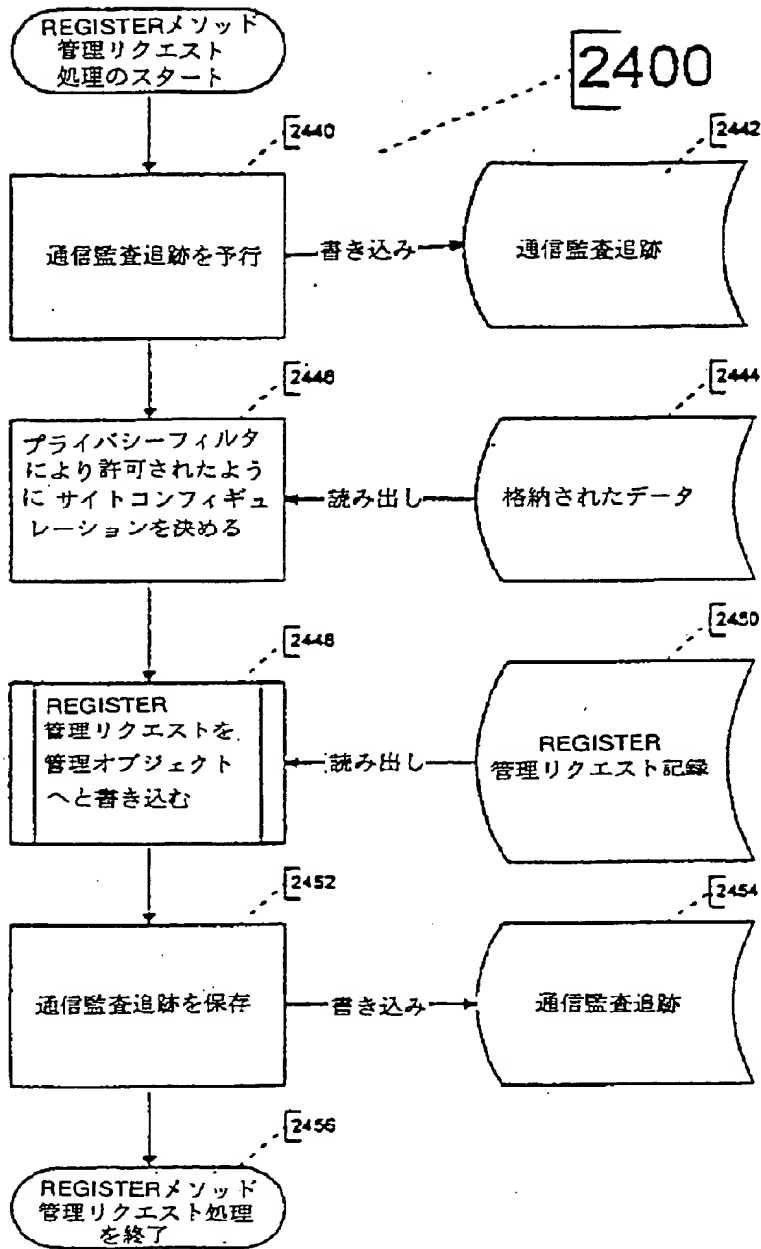 REGISTERメソッド
管理リクエスト
処理のスタート
2400
2440
2442
通信監査追跡を予行
書き込み
通信監査追跡
2446
2444
プライバシーフィルタ
により許可されたよう
に サイトコンフィギュ
レーションを決める
読み出し
格納されたデータ
2448
2450
REGISTER
管理リクエストを
管理オブジェクト
へと書き込む
読み出し
REGISTER
管理リクエスト記録
2452
2454
通信監査追跡を保存
書き込み
通信監査追跡
2456
REGISTERメソッド
管理リクエスト処理
を終了